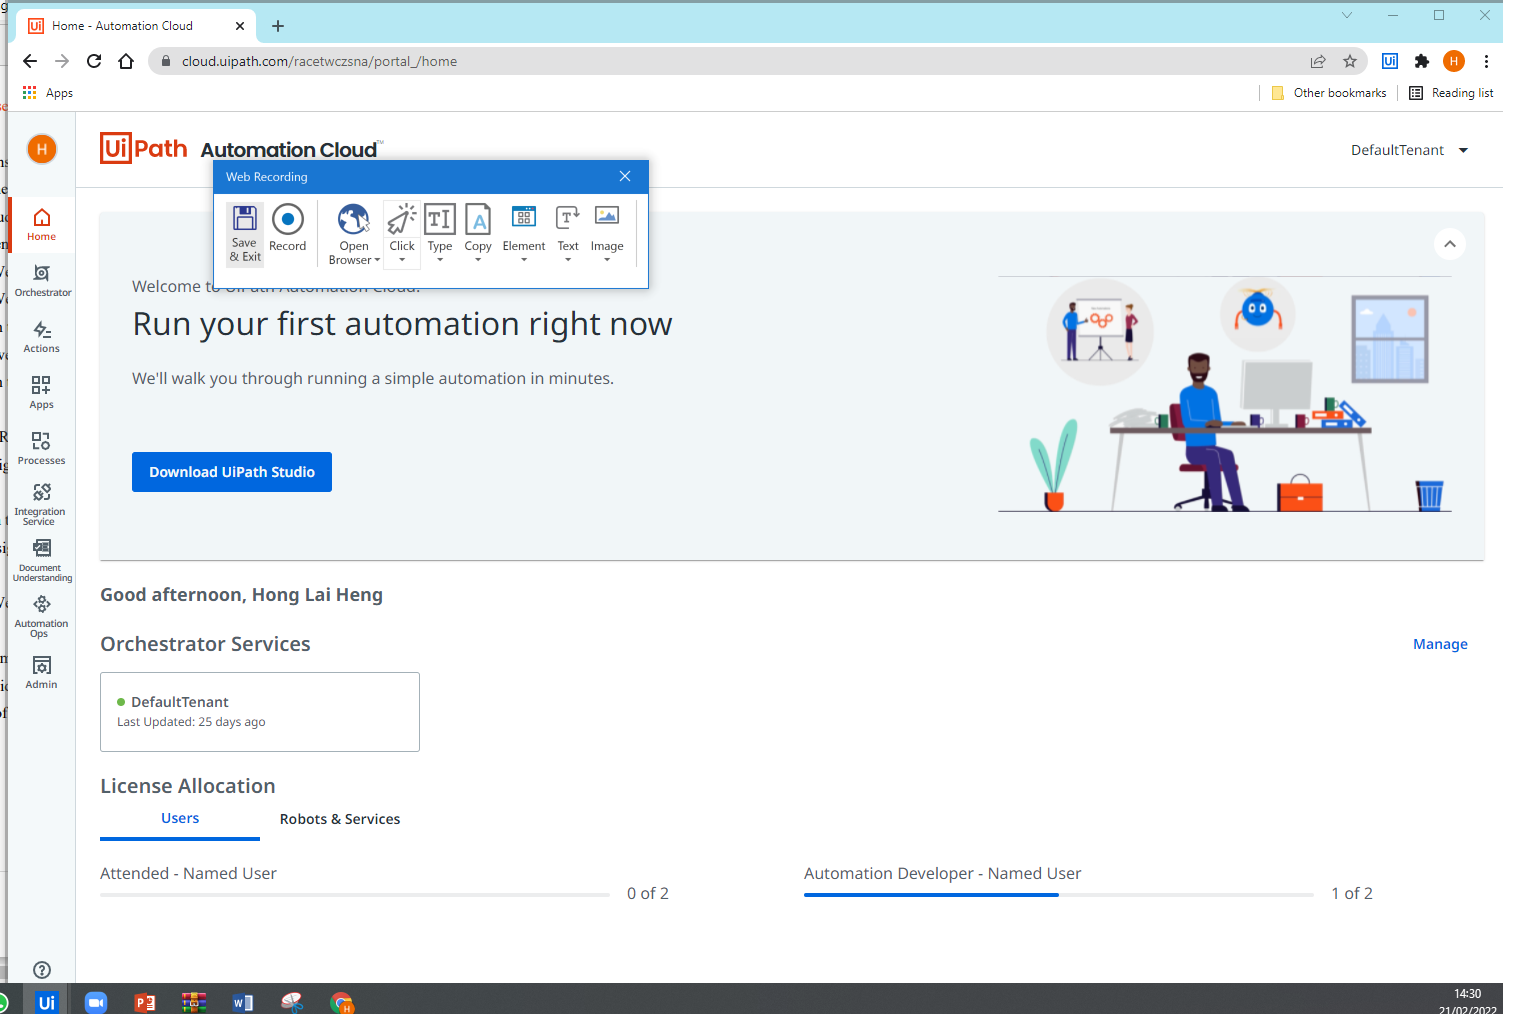 Home - Automation Cloud
cloud.uipath.com/racetwczsna/portal_/home
H
Apps
Other bookmarks
Reading list
H
UiPath Automation Cloud™
DefaultTenant
Web Recording
Save & Exit
Record
Open Browser
Click
Type
Copy
Element
Text
Image
Home
Orchestrator
Actions
Apps
Processes
Integration Service
Document Understanding
Automation Ops
Admin
Welcome to UiPath Automation Cloud!
Run your first automation right now
We'll walk you through running a simple automation in minutes.
Download UiPath Studio
Good afternoon, Hong Lai Heng
Orchestrator Services
Manage
DefaultTenant
Last Updated: 25 days ago
License Allocation
Users
Robots & Services
Attended - Named User
0 of 2
Automation Developer - Named User
1 of 2
14:30
21/02/2022